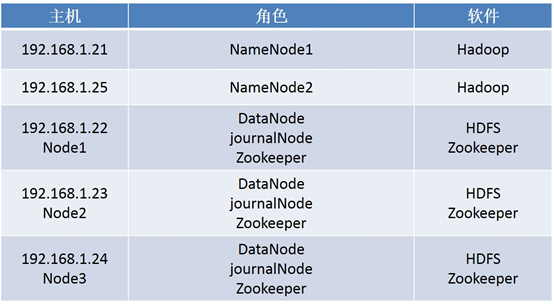 主机 角色 软件
192.168.1.21 NameNode1 Hadoop
192.168.1.25 NameNode2 Hadoop
192.168.1.22
Node1
DataNode
journalNode
Zookeeper
HDFS
Zookeeper
192.168.1.23
Node2
DataNode
journalNode
Zookeeper
HDFS
Zookeeper
192.168.1.24
Node3
DataNode
journalNode
Zookeeper
HDFS
Zookeeper